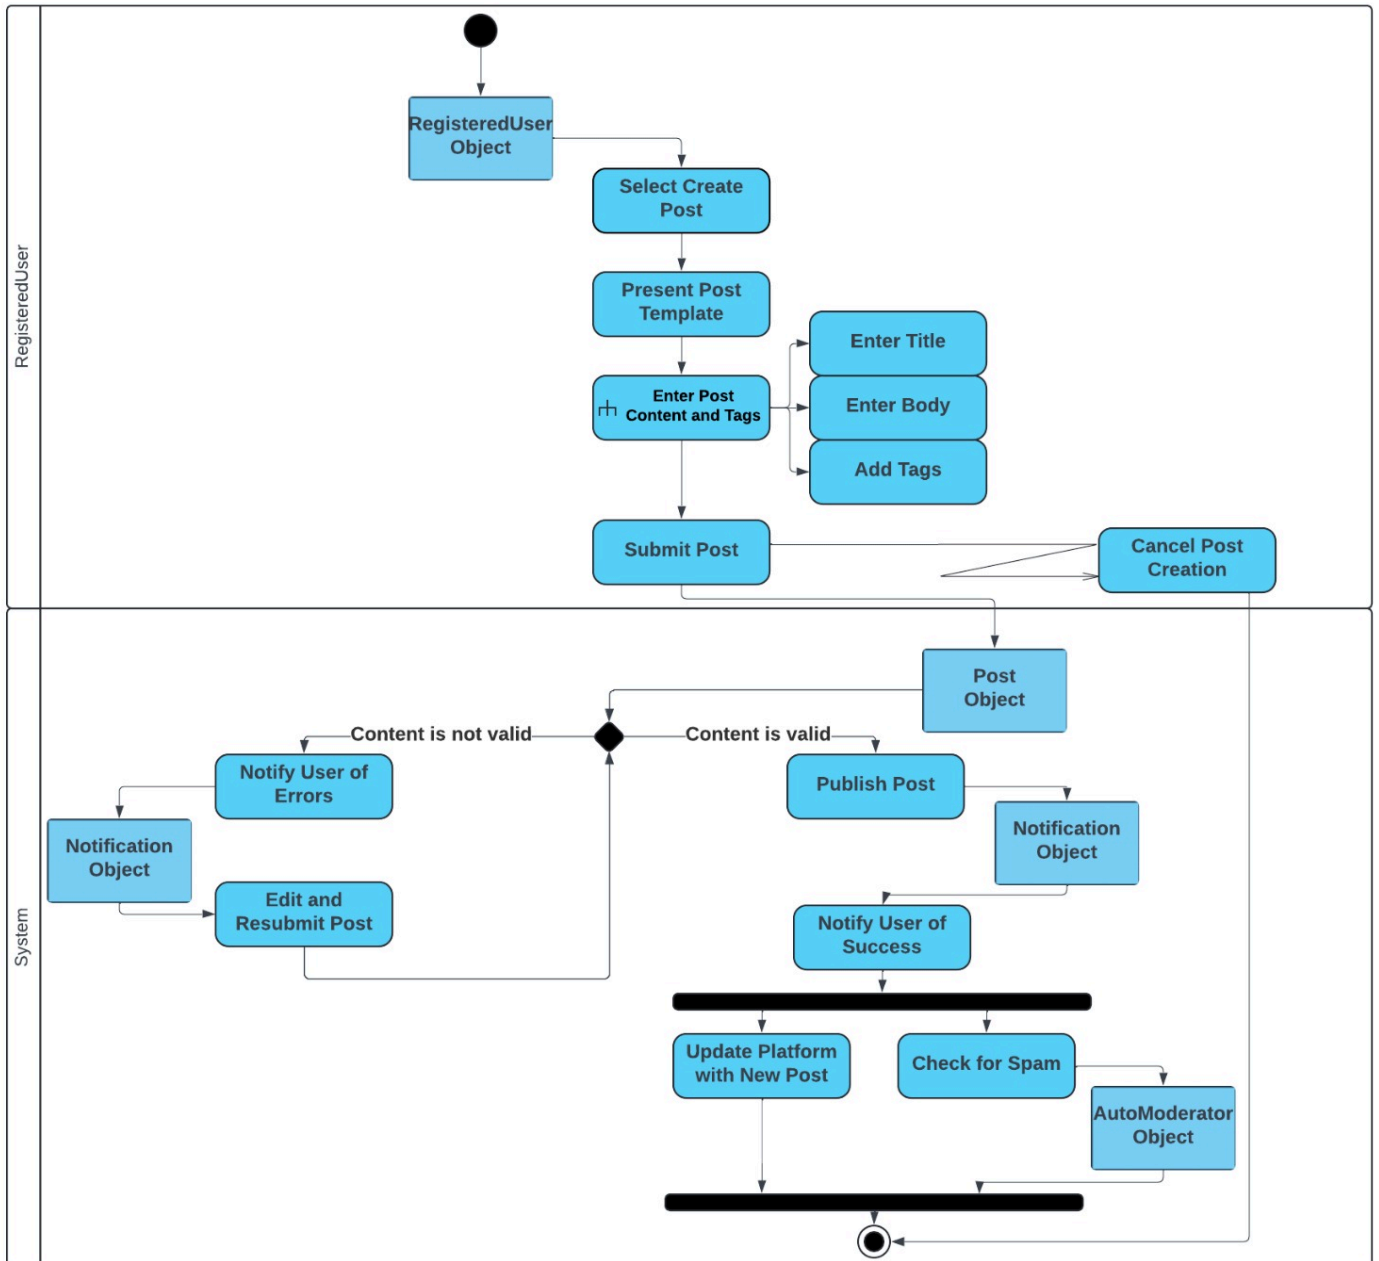 RegisteredUser
RegisteredUser
Object
Select Create
Post
Present Post
Template
Enter Post
Content and Tags
Enter Title
Enter Body
Add Tags
Submit Post
Cancel Post
Creation
System
Post
Object
Content is not valid
Content is valid
Notify User of
Errors
Notification
Object
Edit and
Resubmit Post
Publish Post
Notification
Object
Notify User of
Success
Update Platform
with New Post
Check for Spam
AutoModerator
Object